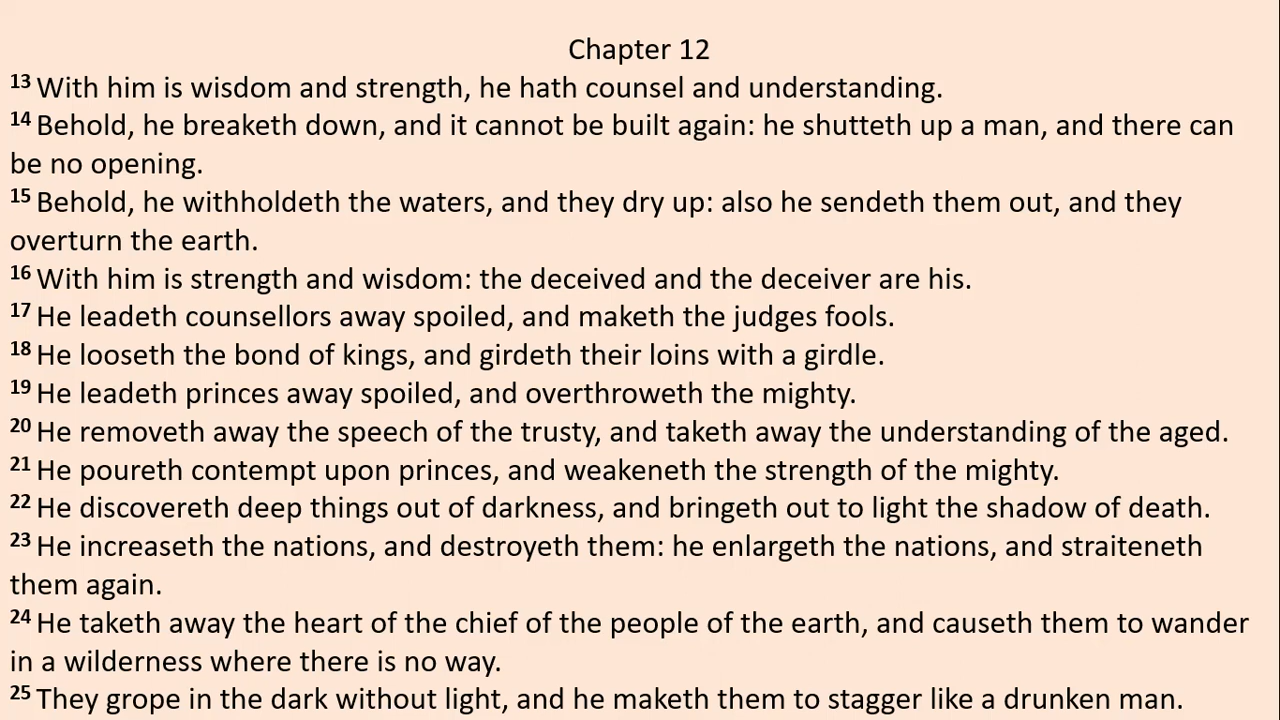 Chapter 12
13 With him is wisdom and strength, he hath counsel and understanding.
14 Behold, he breaketh down, and it cannot be built again: he shutteth up a man, and there can
be no opening.
15 Behold, he withholdeth the waters, and they dry up: also he sendeth them out, and they
overturn the earth.
16 With him is strength and wisdom: the deceived and the deceiver are his.
17 He leadeth counsellors away spoiled, and maketh the judges fools.
18 He looseth the bond of kings, and girdeth their loins with a girdle.
19 He leadeth princes away spoiled, and overthroweth the mighty.
20 He removeth away the speech of the trusty, and taketh away the understanding of the aged.
21 He poureth contempt upon princes, and weakeneth the strength of the mighty.
22 He discovereth deep things out of darkness, and bringeth out to light the shadow of death.
23 He increaseth the nations, and destroyeth them: he enlargeth the nations, and straiteneth
them again.
24 He taketh away the heart of the chief of the people of the earth, and causeth them to wander
in a wilderness where there is no way.
25 They grope in the dark without light, and he maketh them to stagger like a drunken man.